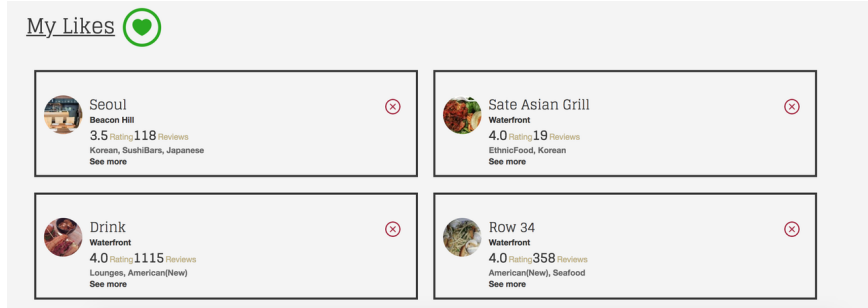 My Likes
Seoul
Beacon Hill
3.5 Rating 118 Reviews
Korean, SushiBars, Japanese
See more
Sate Asian Grill
Waterfront
4.0 Rating 19 Reviews
EthnicFood, Korean
See more
Drink
Waterfront
4.0 Rating 1115 Reviews
Lounges, American(New)
See more
Row 34
Waterfront
4.0 Rating 358 Reviews
American(New), Seafood
See more